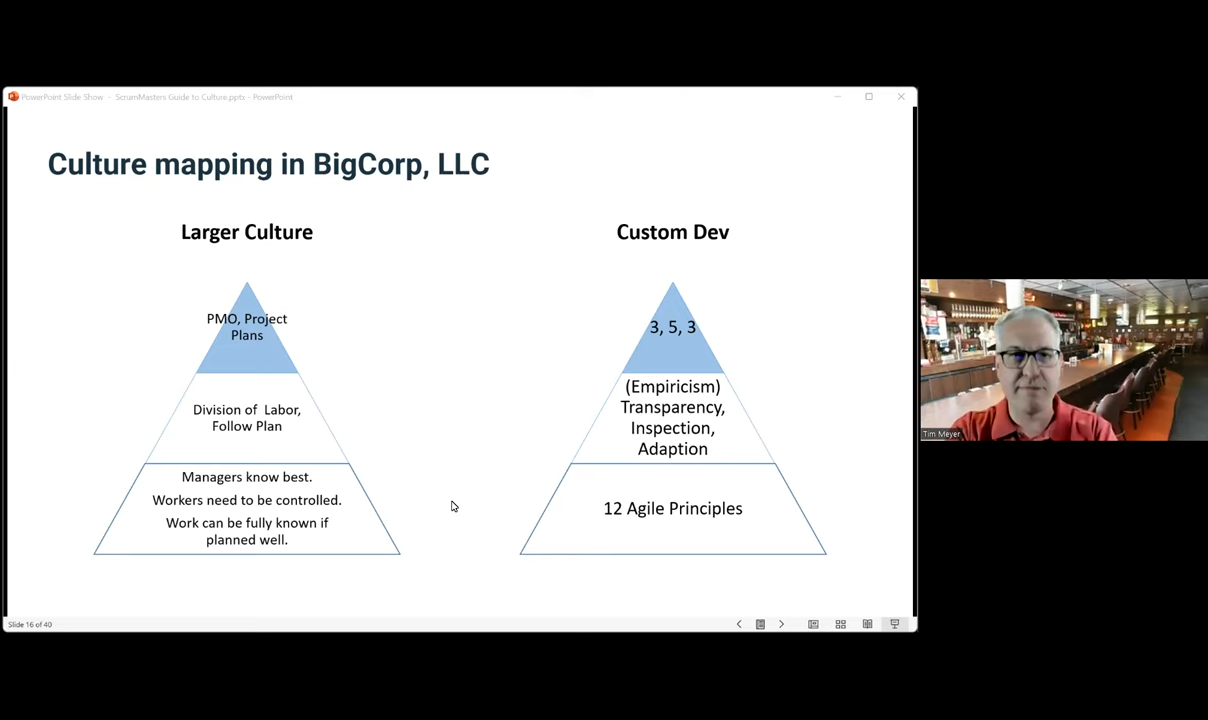 PowerPoint Slide Show - ScrumMasters Guide to Culture.pptx - PowerPoint
Culture mapping in BigCorp, LLC
Larger Culture
PMO, Project
Plans
Division of Labor,
Follow Plan
Managers know best.
Workers need to be controlled.
Work can be fully known if
planned well.
Custom Dev
3, 5, 3
(Empiricism)
Transparency,
Inspection,
Adaption
12 Agile Principles
Tim Meyer
Slide 16 of 40